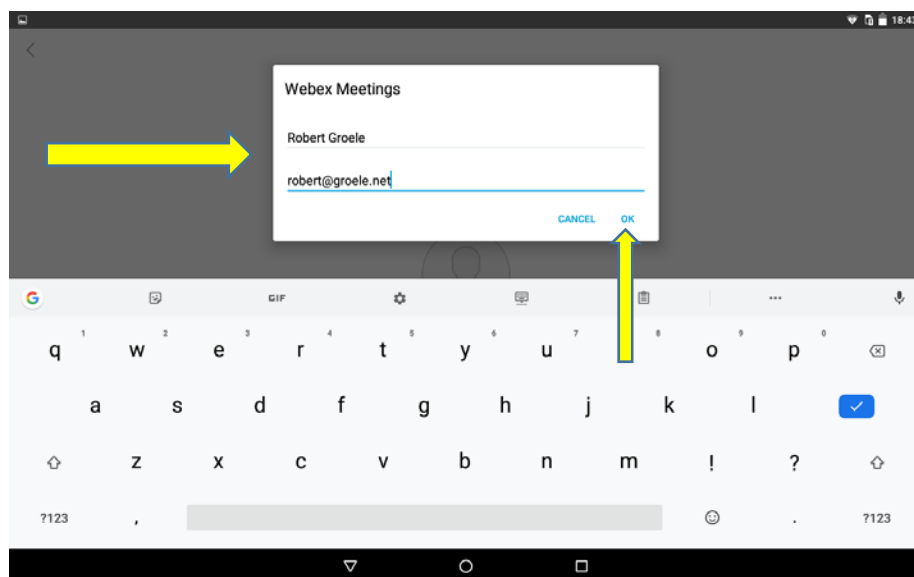 18:43
Webex Meetings
Robert Groele
robert@groele.net
CANCEL OK
G GIF ...
1 2 3 4 5 6 7 8 9 0
q w e r t y u o p
a s d f g h j k l
z x c v b n m ! ?
?123 , . ?123